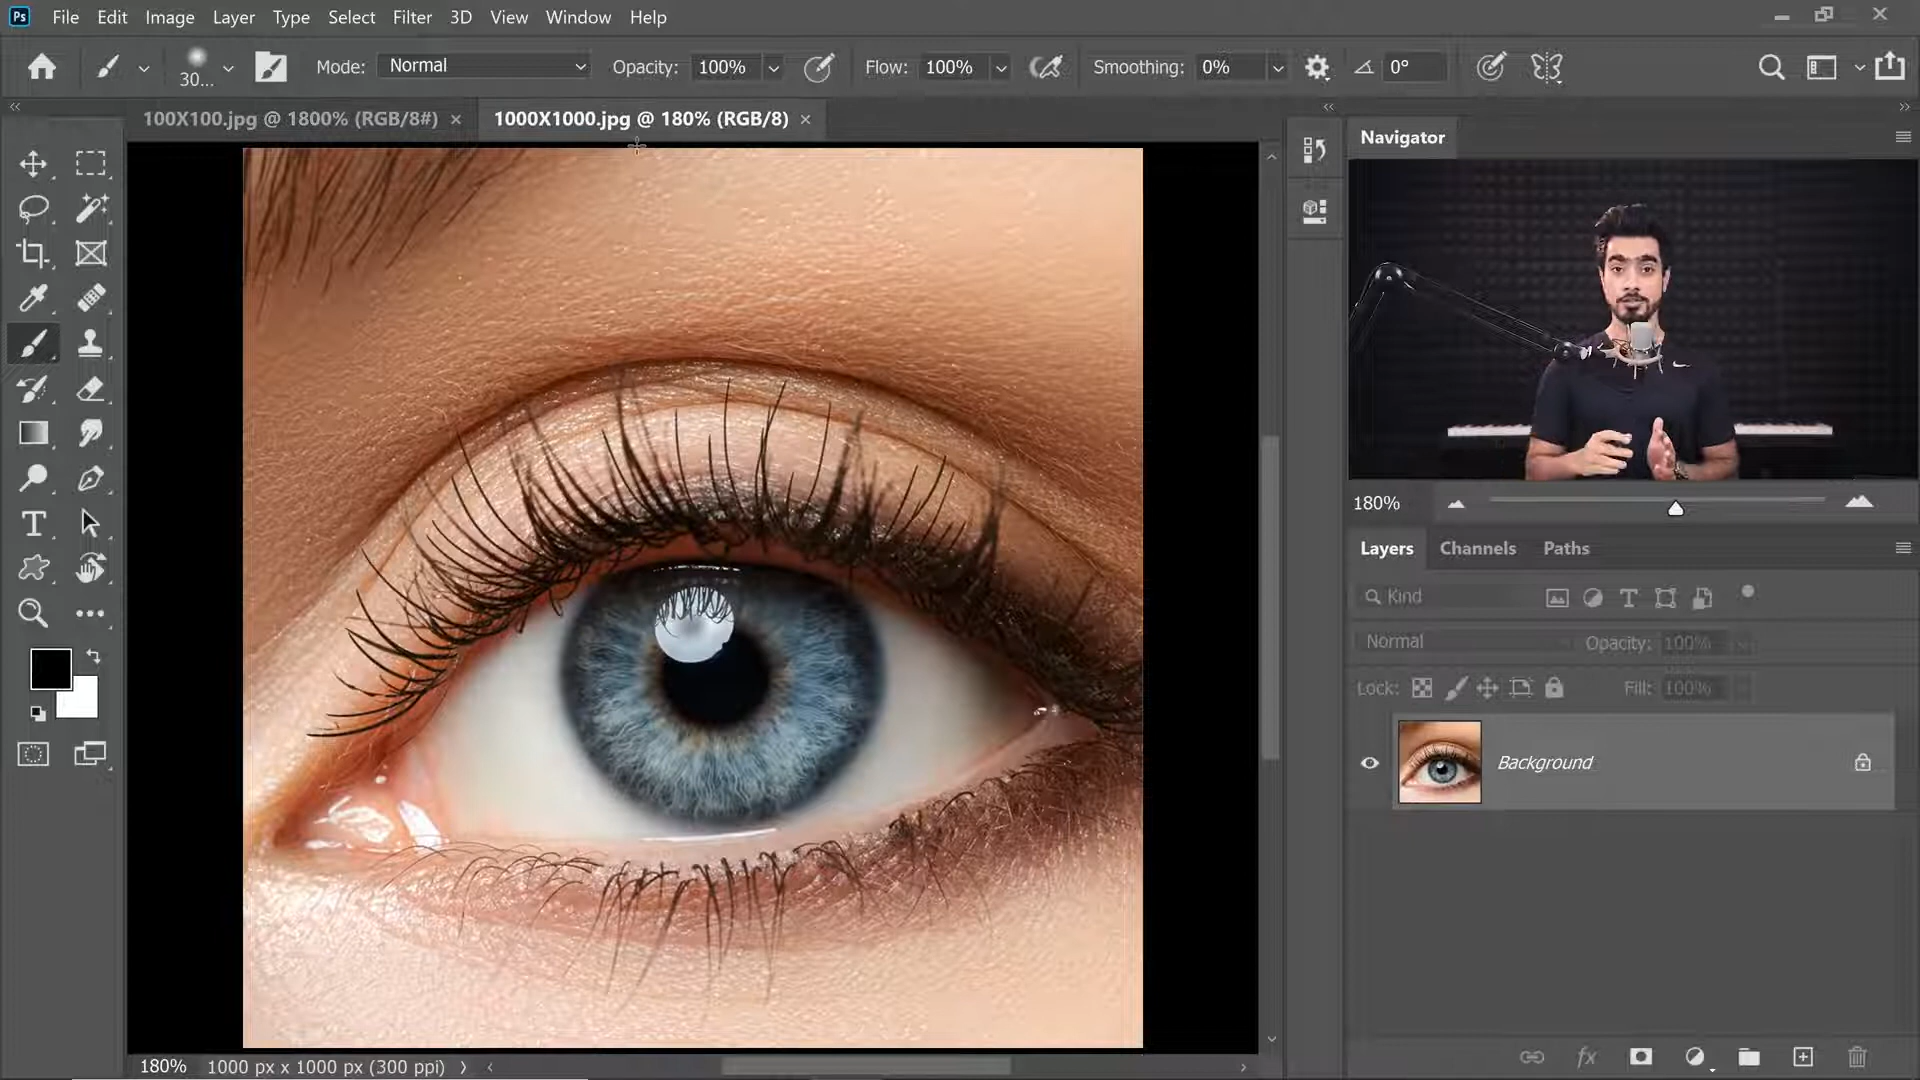 Ps File Edit Image Layer Type Select Filter 3D View Window Help
30... Mode: Normal Opacity: 100% Flow: 100% Smoothing: 0% 0°
100X100.jpg @ 1800% (RGB/8#) × 1000X1000.jpg @ 180% (RGB/8) ×
Navigator
180%
Layers Channels Paths
Kind
Normal Opacity: 100%
Lock: Fill: 100%
Background
fx
180% 1000 px x 1000 px (300 ppi)